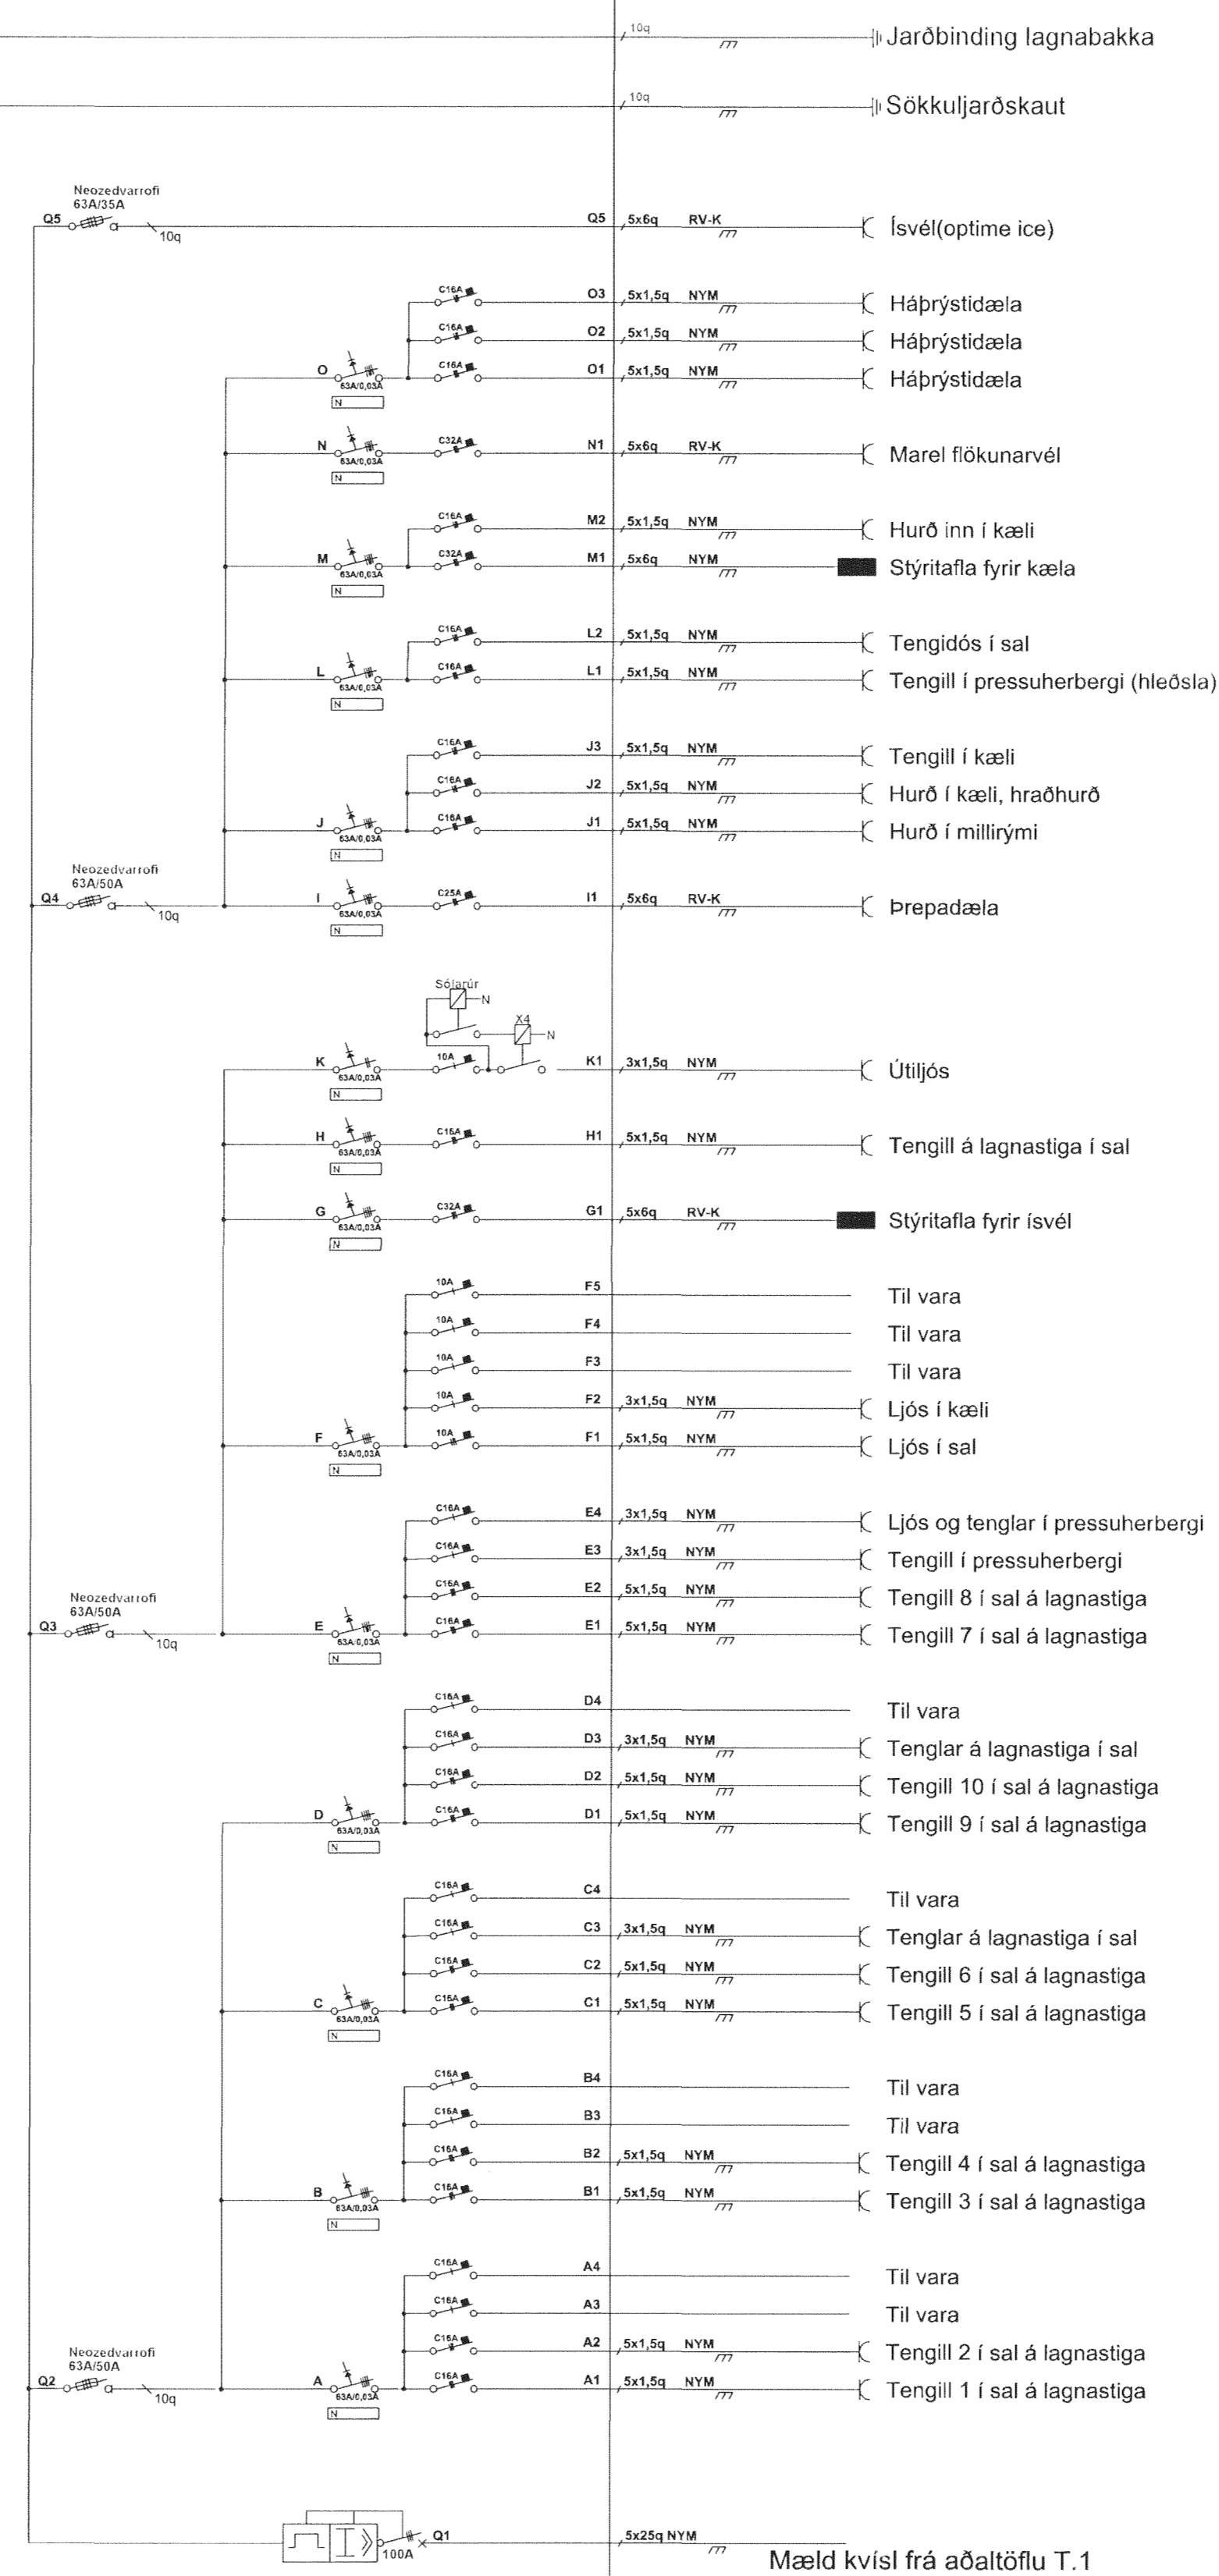 10q Jarðbinding lagnabakka
10q Sökkuljarðskaut
Neozedvarrofi
63A/35A
Q5 10q Q5 5x6q RV-K Ísvél(optime ice)
C16A O3 5x1,5q NYM Háþrýstidæla
C16A O2 5x1,5q NYM Háþrýstidæla
O 63A/0,03A N C16A O1 5x1,5q NYM Háþrýstidæla
N 63A/0,03A N C32A N1 5x6q RV-K Marel flökunarvél
C16A M2 5x1,5q NYM Hurð inn í kæli
M 63A/0,03A N C32A M1 5x6q NYM Stýritafla fyrir kæla
C16A L2 5x1,5q NYM Tengidós í sal
L 63A/0,03A N C16A L1 5x1,5q NYM Tengill í pressuherbergi (hleðsla)
C16A J3 5x1,5q NYM Tengill í kæli
C16A J2 5x1,5q NYM Hurð í kæli, hraðhurð
J 63A/0,03A N C16A J1 5x1,5q NYM Hurð í millirými
Neozedvarrofi
63A/50A
Q4 10q I 63A/0,03A N C25A I1 5x6q RV-K Þrepadæla
Sólarúr
N
X4
N
K 63A/0,03A N 10A K1 3x1,5q NYM Útiljós
H 63A/0,03A N C16A H1 5x1,5q NYM Tengill á lagnastiga í sal
G 63A/0,03A N C32A G1 5x6q RV-K Stýritafla fyrir ísvél
10A F5 Til vara
10A F4 Til vara
10A F3 Til vara
10A F2 3x1,5q NYM Ljós í kæli
F 63A/0,03A N 10A F1 5x1,5q NYM Ljós í sal
C16A E4 3x1,5q NYM Ljós og tenglar í pressuherbergi
C16A E3 3x1,5q NYM Tengill í pressuherbergi
C16A E2 5x1,5q NYM Tengill 8 í sal á lagnastiga
Neozedvarrofi
63A/50A
Q3 10q E 63A/0,03A N C16A E1 5x1,5q NYM Tengill 7 í sal á lagnastiga
C16A D4 Til vara
C16A D3 3x1,5q NYM Tenglar á lagnastiga í sal
C16A D2 5x1,5q NYM Tengill 10 í sal á lagnastiga
D 63A/0,03A N C16A D1 5x1,5q NYM Tengill 9 í sal á lagnastiga
C16A C4 Til vara
C16A C3 3x1,5q NYM Tenglar á lagnastiga í sal
C16A C2 5x1,5q NYM Tengill 6 í sal á lagnastiga
C 63A/0,03A N C16A C1 5x1,5q NYM Tengill 5 í sal á lagnastiga
C16A B4 Til vara
C16A B3 Til vara
C16A B2 5x1,5q NYM Tengill 4 í sal á lagnastiga
B 63A/0,03A N C16A B1 5x1,5q NYM Tengill 3 í sal á lagnastiga
C16A A4 Til vara
C16A A3 Til vara
C16A A2 5x1,5q NYM Tengill 2 í sal á lagnastiga
Neozedvarrofi
63A/50A
Q2 10q A 63A/0,03A N C16A A1 5x1,5q NYM Tengill 1 í sal á lagnastiga
100A Q1 5x25q NYM
Mæld kvísl frá aðaltöflu T.1